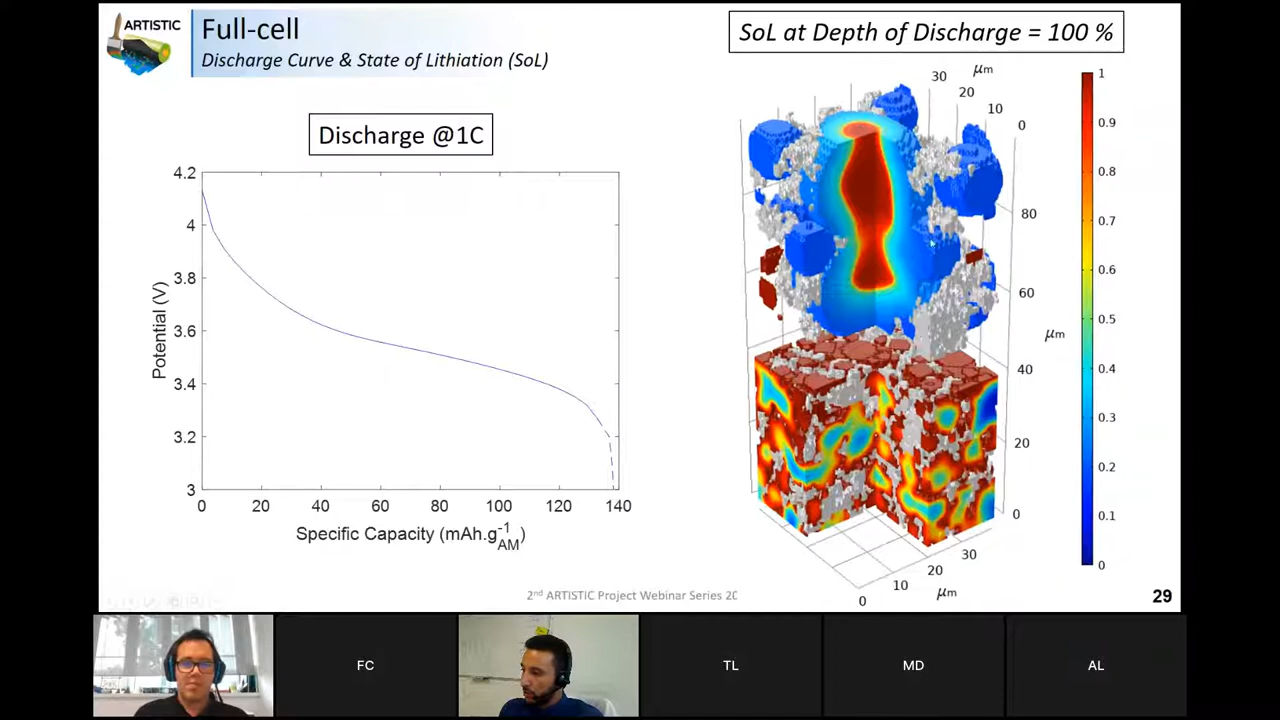 ARTISTIC
Full-cell
Discharge Curve & State of Lithiation (SoL)
SoL at Depth of Discharge = 100 %
Discharge @1C
4.2
4
3.8
3.6
3.4
3.2
3
Potential (V)
0 20 40 60 80 100 120 140
Specific Capacity (mAh.g-1AM)
μm
30
20
10
0
80
60
μm
40
20
0
30
20
10
0
μm
1
0.9
0.8
0.7
0.6
0.5
0.4
0.3
0.2
0.1
0
2nd ARTISTIC Project Webinar Series 20
29
FC
TL
MD
AL